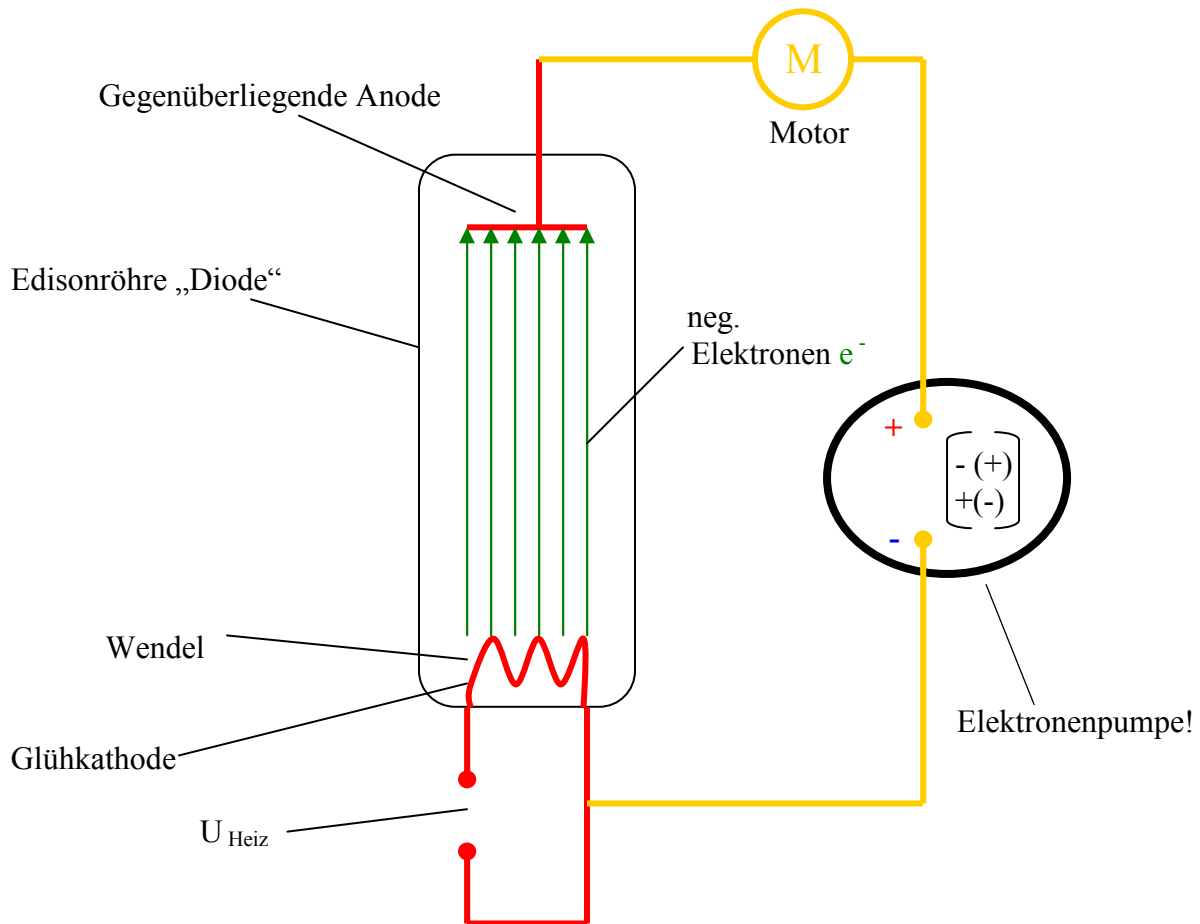 M
Motor
Gegenüberliegende Anode
Edisonröhre „Diode“
neg.
Elektronen e -
+
- (+)
+(-)
-
Wendel
Glühkathode
Elektronenpumpe!
U Heiz